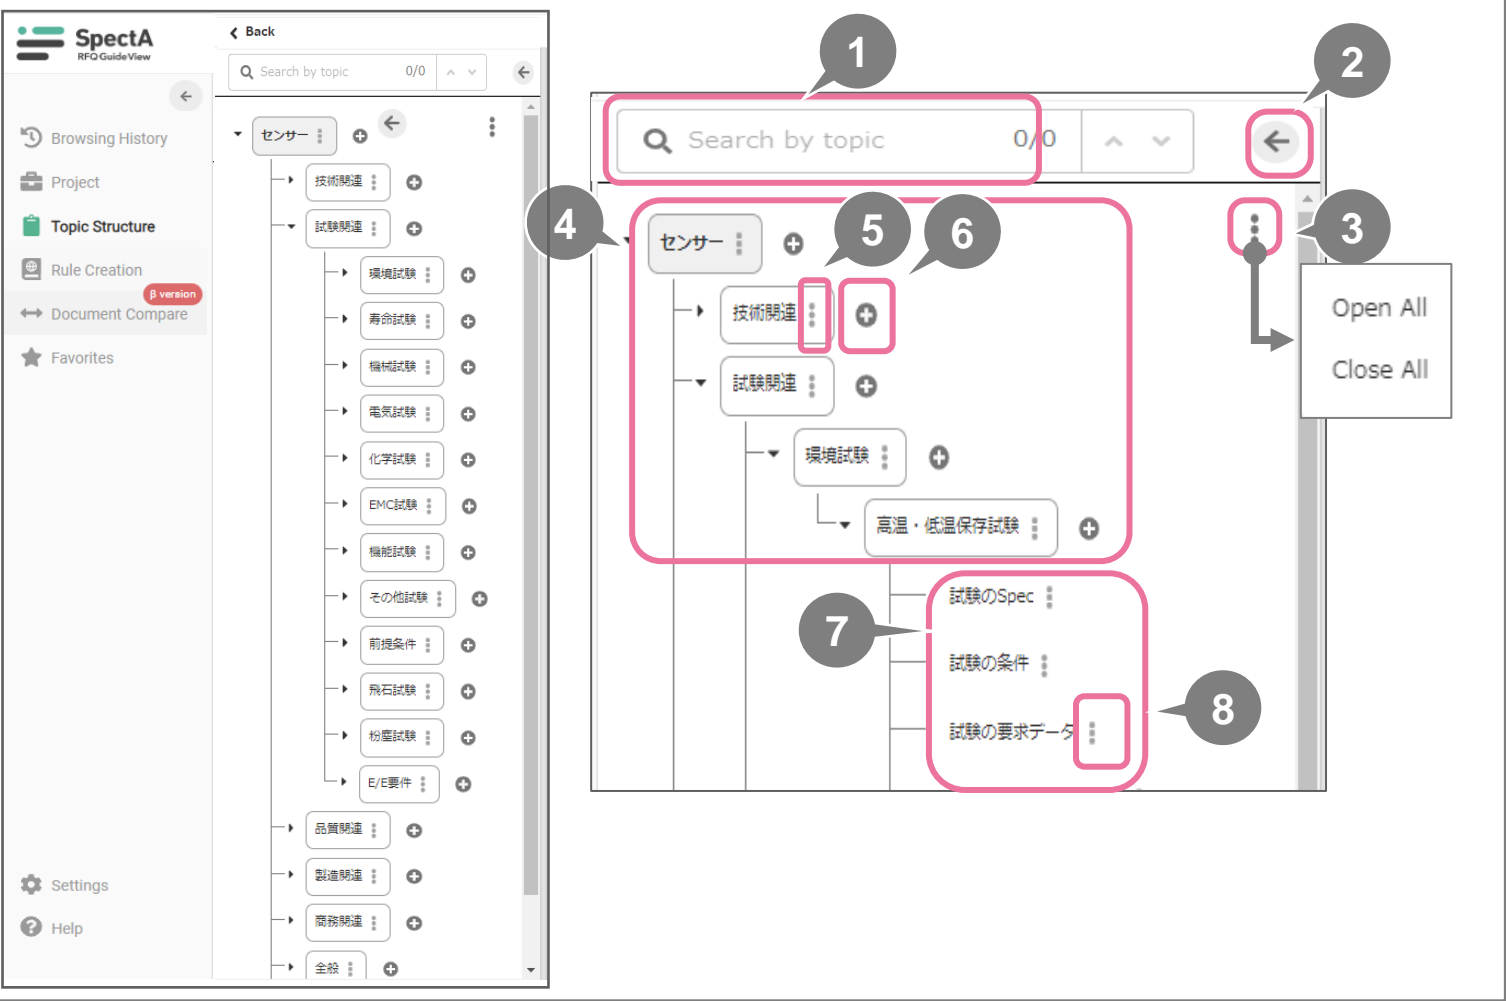 SpectA
RFQ GuideView
Browsing History
Project
Topic Structure
Rule Creation
β version
Document Compare
Favorites
Settings
Help
Back
Search by topic 0/0
センサー
技術関連
試験関連
環境試験
寿命試験
機械試験
電気試験
化学試験
EMC試験
機能試験
その他試験
前提条件
飛石試験
粉塵試験
E/E要件
品質関連
製造関連
商務関連
全般
1
2
Search by topic 0/0
3
4
5
6
センサー
技術関連
Open All
Close All
試験関連
環境試験
高温・低温保存試験
7
試験のSpec
試験の条件
試験の要求データ
8